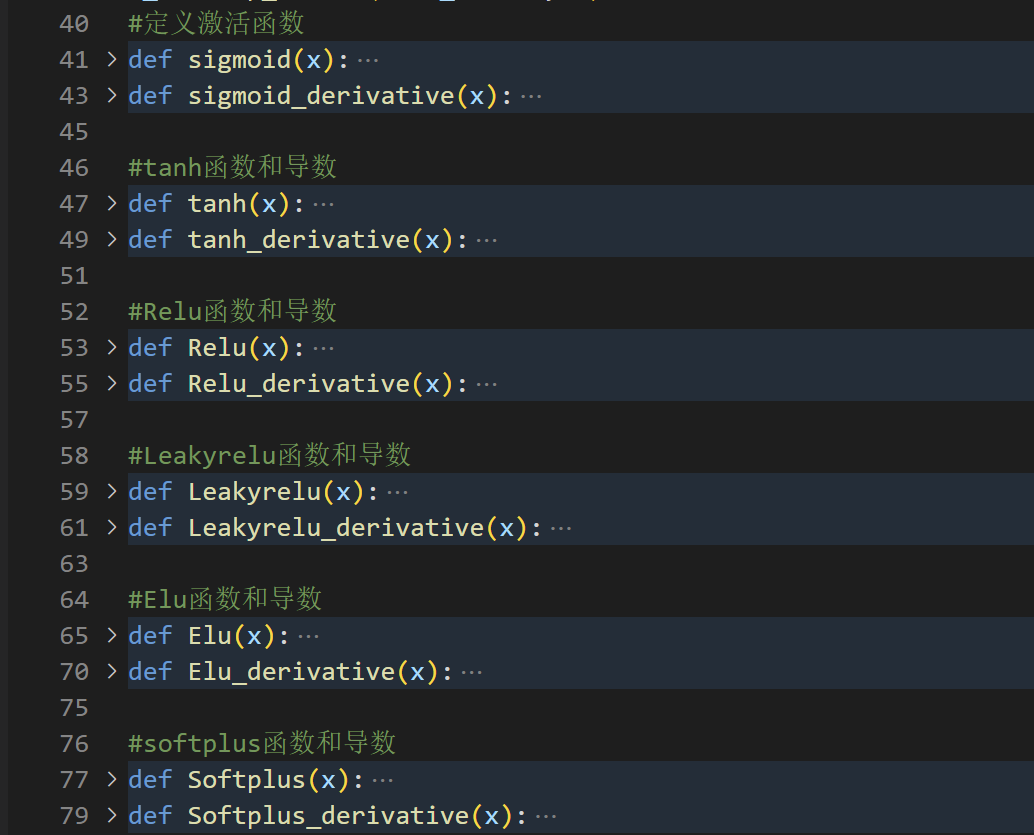 40 #定义激活函数
41 > def sigmoid(x): ···
43 > def sigmoid_derivative(x): ···
45
46 #tanh函数和导数
47 > def tanh(x): ···
49 > def tanh_derivative(x): ···
51
52 #Relu函数和导数
53 > def Relu(x): ···
55 > def Relu_derivative(x): ···
57
58 #Leakyrelu函数和导数
59 > def Leakyrelu(x): ···
61 > def Leakyrelu_derivative(x): ···
63
64 #Elu函数和导数
65 > def Elu(x): ···
70 > def Elu_derivative(x): ···
75
76 #softplus函数和导数
77 > def Softplus(x): ···
79 > def Softplus_derivative(x): ···